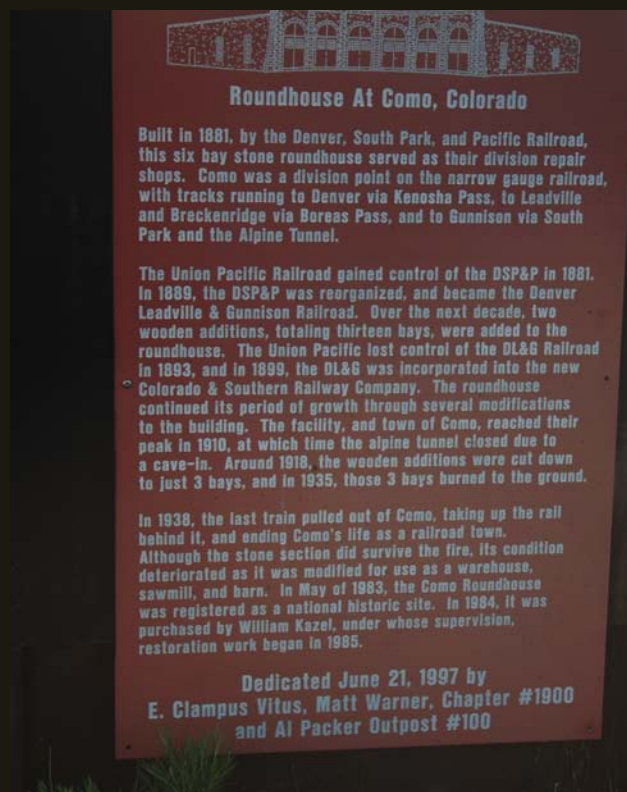 Roundhouse At Como, Colorado
Built in 1881, by the Denver, South Park, and Pacific Railroad,
this six bay stone roundhouse served as their division repair
shops. Como was a division point on the narrow gauge railroad,
with tracks running to Denver via Kenosha Pass, to Leadville
and Breckenridge via Boreas Pass, and to Gunnison via South
Park and the Alpine Tunnel.
The Union Pacific Railroad gained control of the DSP&P in 1881.
In 1889, the DSP&P was reorganized, and became the Denver
Leadville & Gunnison Railroad. Over the next decade, two
wooden additions, totaling thirteen bays, were added to the
roundhouse. The Union Pacific lost control of the DL&G Railroad
in 1893, and in 1899, the DL&G was incorporated into the new
Colorado & Southern Railway Company. The roundhouse
continued its period of growth through several modifications
to the building. The facility, and town of Como, reached their
peak in 1910, at which time the alpine tunnel closed due to
a cave-in. Around 1918, the wooden additions were cut down
to just 3 bays, and in 1935, those 3 bays burned to the ground.
In 1938, the last train pulled out of Como, taking up the rail
behind it, and ending Como's life as a railroad town.
Although the stone section did survive the fire, its condition
deteriorated as it was modified for use as a warehouse,
sawmill, and barn. In May of 1983, the Como Roundhouse
was registered as a national historic site. In 1984, it was
purchased by William Kazel, under whose supervision,
restoration work began in 1985.
Dedicated June 21, 1997 by
E. Clampus Vitus, Matt Warner, Chapter #1900
and Al Packer Outpost #100